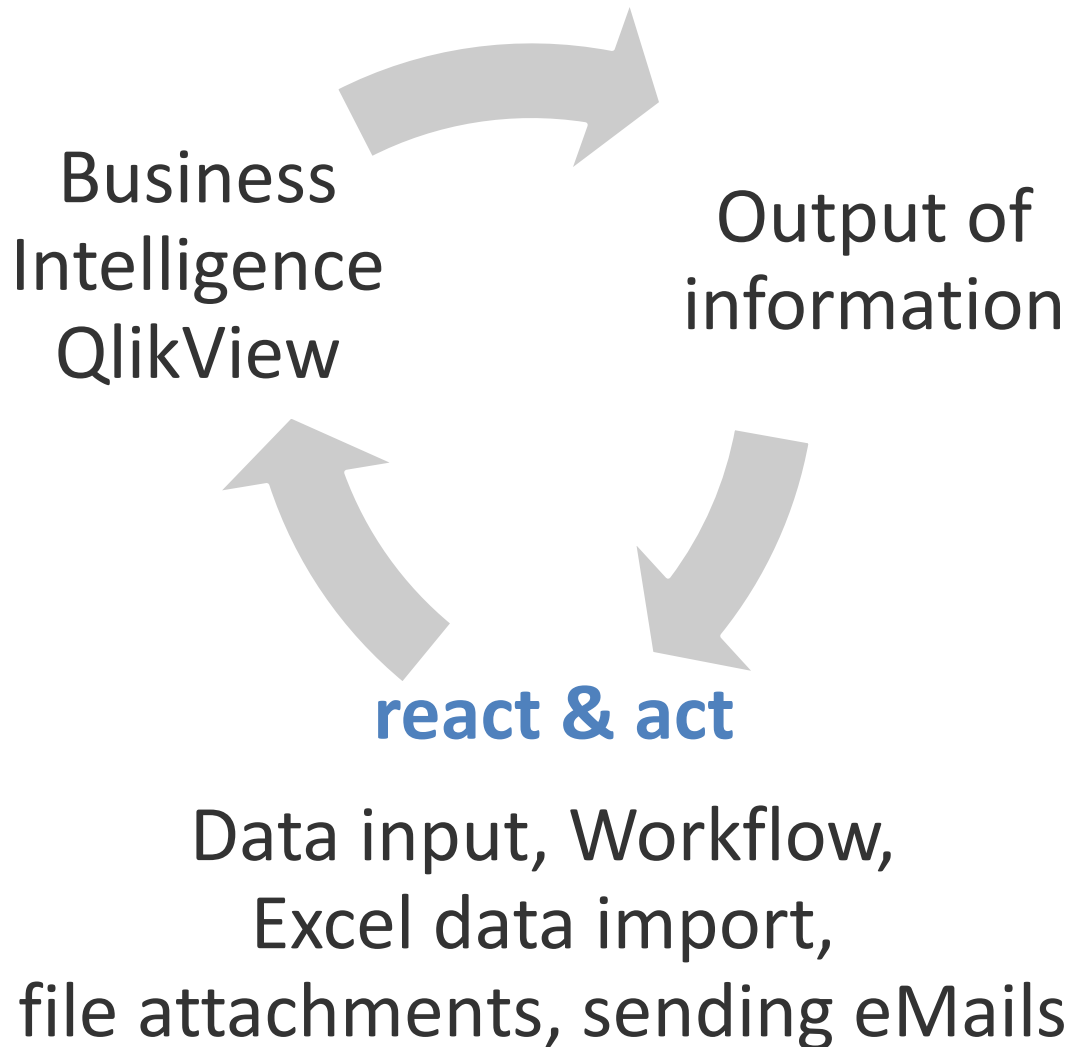 Business
Intelligence
QlikView
Output of
information
react & act
Data input, Workflow,
Excel data import,
file attachments, sending eMails